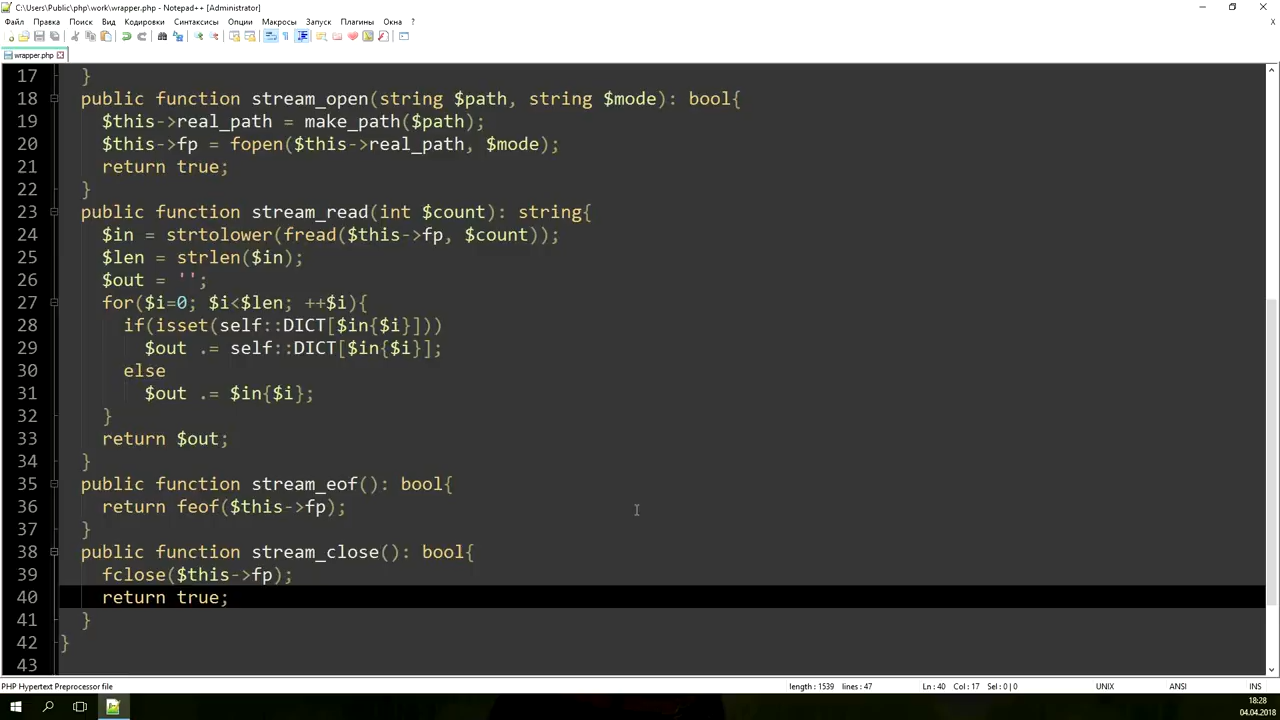 C:\Users\Public\php\work\wrapper.php - Notepad++ [Administrator]
Файл Правка Поиск Вид Кодировки Синтаксисы Опции Макросы Запуск Плагины Окна ? X
wrapper.php
17 }
18 public function stream_open(string $path, string $mode): bool{
19 $this->real_path = make_path($path);
20 $this->fp = fopen($this->real_path, $mode);
21 return true;
22 }
23 public function stream_read(int $count): string{
24 $in = strtolower(fread($this->fp, $count));
25 $len = strlen($in);
26 $out = '';
27 for($i=0; $i<$len; ++$i){
28 if(isset(self::DICT[$in{$i}]))
29 $out .= self::DICT[$in{$i}];
30 else
31 $out .= $in{$i};
32 }
33 return $out;
34 }
35 public function stream_eof(): bool{
36 return feof($this->fp);
37 }
38 public function stream_close(): bool{
39 fclose($this->fp);
40 return true;
41 }
42 }
43
PHP Hypertext Preprocessor file length : 1539 lines : 47 Ln : 40 Col : 17 Sel : 0 | 0 UNIX ANSI INS
18:28
04.04.2018